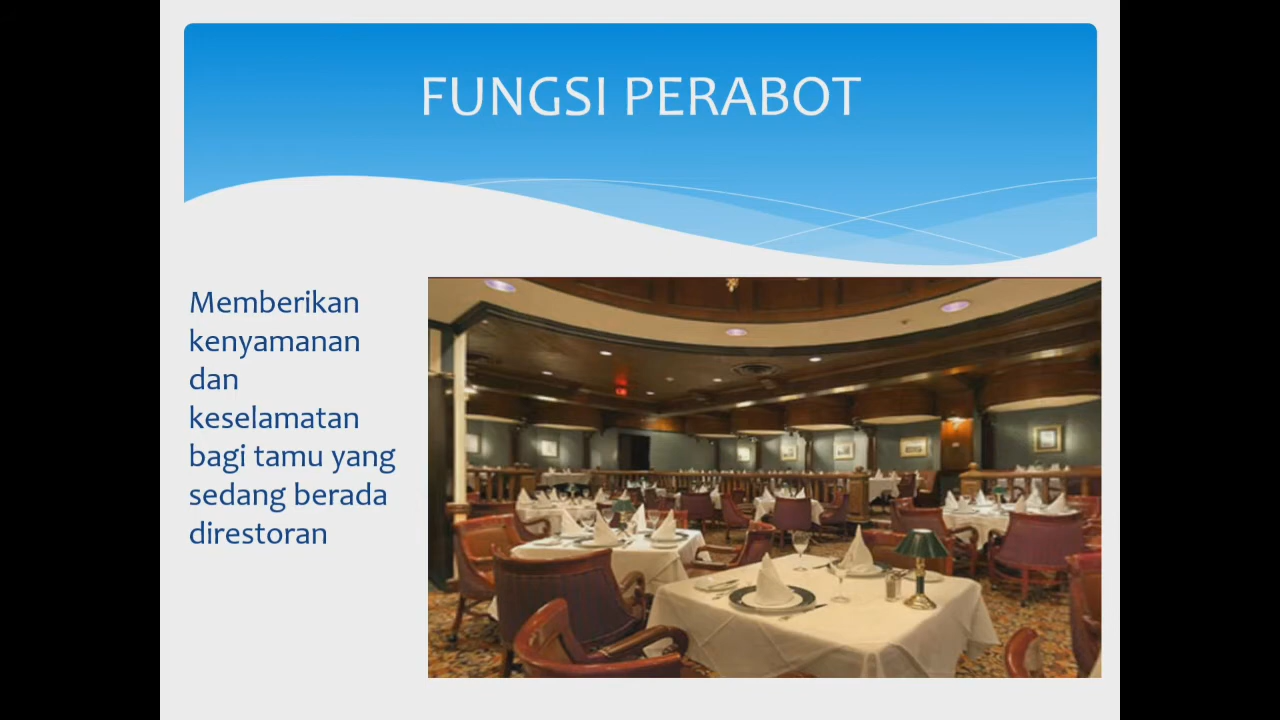 FUNGSI PERABOT
Memberikan
kenyamanan
dan
keselamatan
bagi tamu yang
sedang berada
direstoran